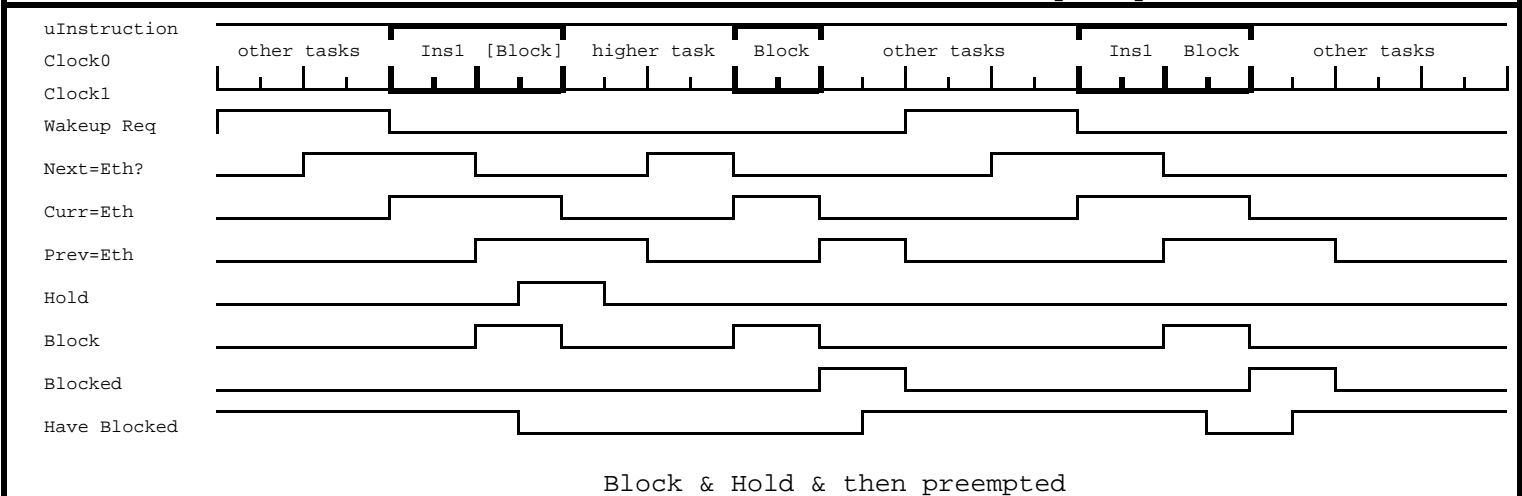 uInstruction
other tasks Ins1 [Block] higher task Block other tasks Ins1 Block other tasks
Clock0
Clock1
Wakeup Req
Next=Eth?
Curr=Eth
Prev=Eth
Hold
Block
Blocked
Have Blocked
Block & Hold & then preempted